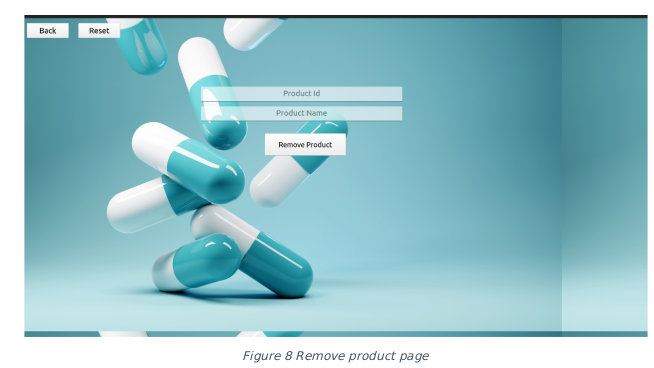 Back Reset
Product Id
Product Name
Remove Product
Figure 8 Remove product page